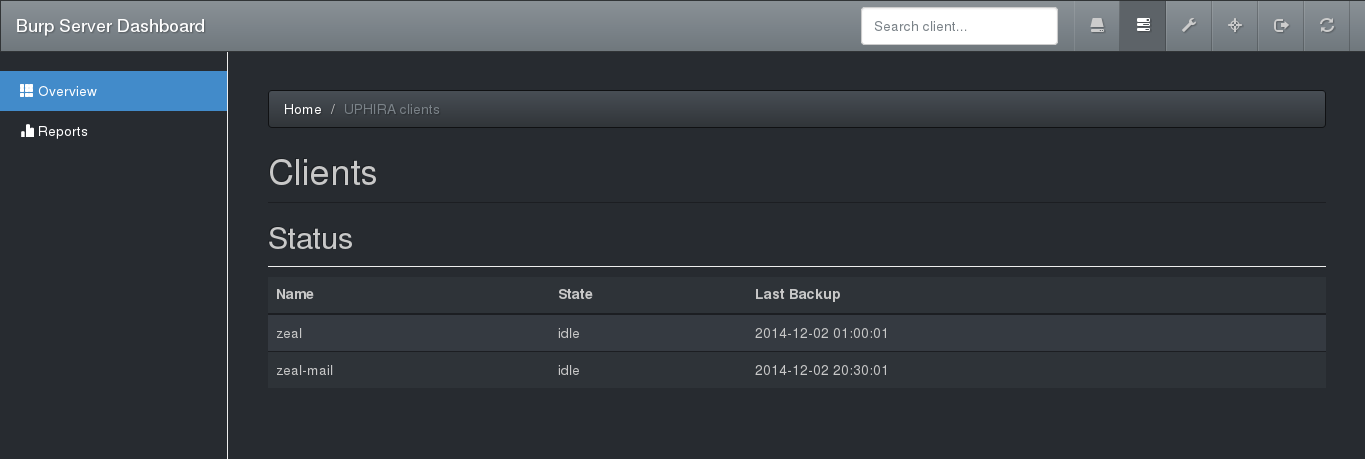 Burp Server Dashboard
Search client...
Overview
Reports
Home / UPHIRA clients
Clients
Status
Name State Last Backup
zeal idle 2014-12-02 01:00:01
zeal-mail idle 2014-12-02 20:30:01